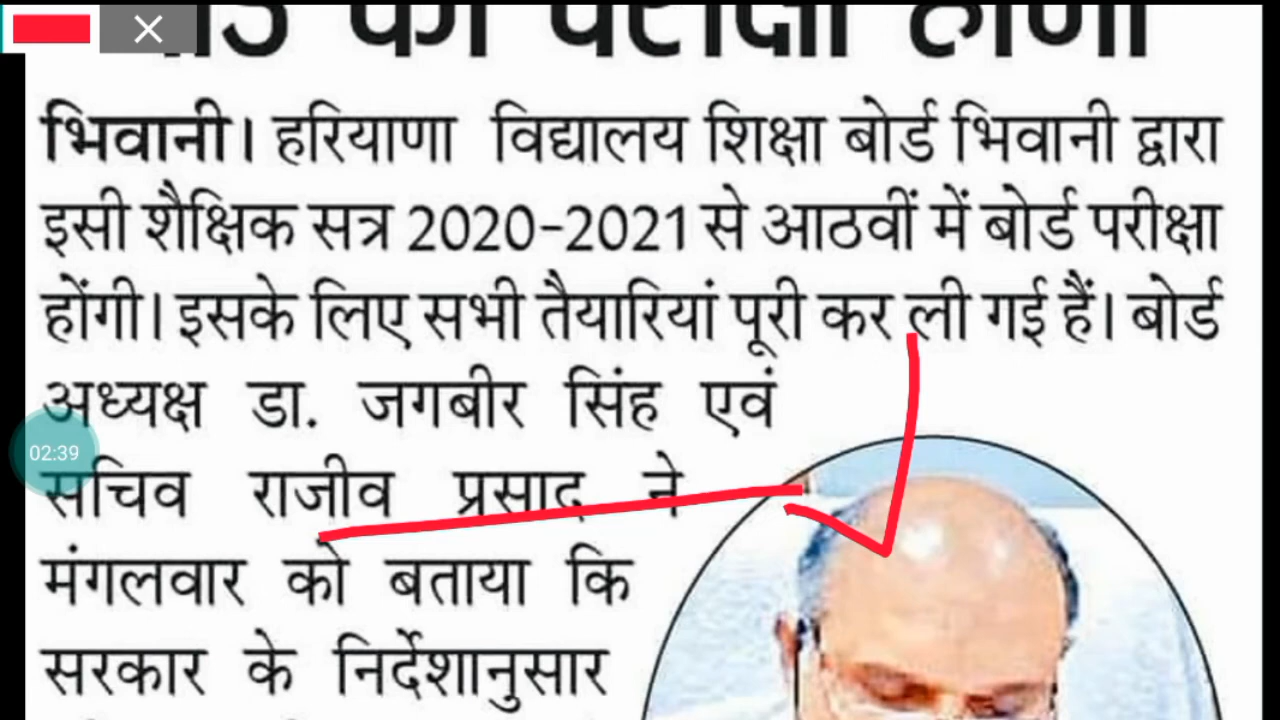 की परीक्षा होगी
भिवानी। हरियाणा विद्यालय शिक्षा बोर्ड भिवानी द्वारा
इसी शैक्षिक सत्र 2020-2021 से आठवीं में बोर्ड परीक्षा
होंगी। इसके लिए सभी तैयारियां पूरी कर ली गई हैं। बोर्ड
अध्यक्ष डा. जगबीर सिंह एवं
02:39
सचिव राजीव प्रसाद ने
मंगलवार को बताया कि
सरकार के निर्देशानुसार